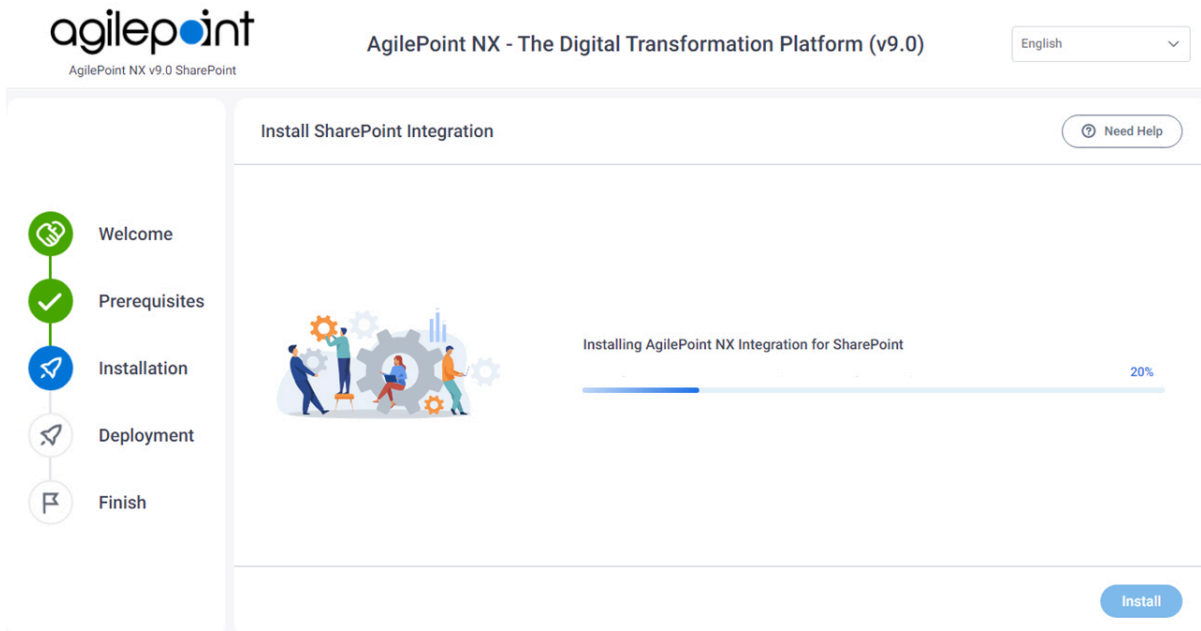 agilepoint
AgilePoint NX v9.0 SharePoint
AgilePoint NX - The Digital Transformation Platform (v9.0)
English
Install SharePoint Integration
Need Help
Welcome
Prerequisites
Installation
Deployment
Finish
Installing AgilePoint NX Integration for SharePoint
20%
Install